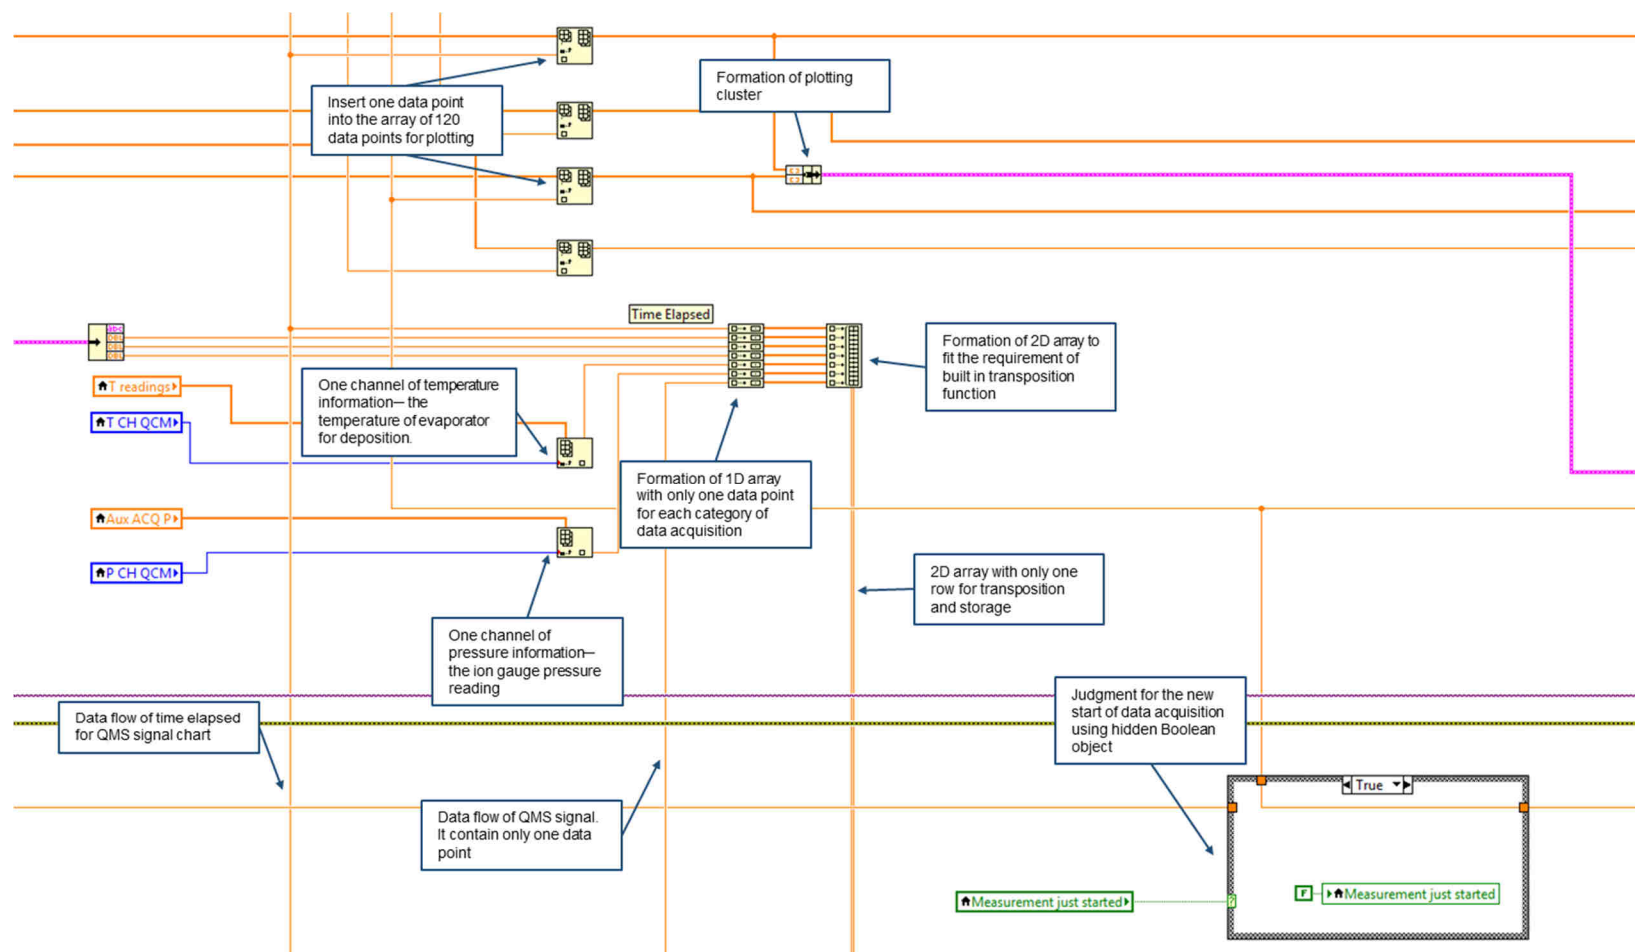 Formation of plotting
cluster
Insert one data point
into the array of 120
data points for plotting
Time Elapsed
abc
DBL
DBL
DBL
Formation of 2D array to
fit the requirement of
built in transposition
function
T readings
T CH QCM
One channel of temperature
information— the
temperature of evaporator
for deposition.
Formation of 1D array
with only one data point
for each category of
data acquisition
Aux ACQ P
P CH QCM
2D array with only one
row for transposition
and storage
One channel of
pressure information—
the ion gauge pressure
reading
Judgment for the new
start of data acquisition
using hidden Boolean
object
Data flow of time elapsed
for QMS signal chart
Data flow of QMS signal.
It contain only one data
point
True
Measurement just started
?
F
Measurement just started